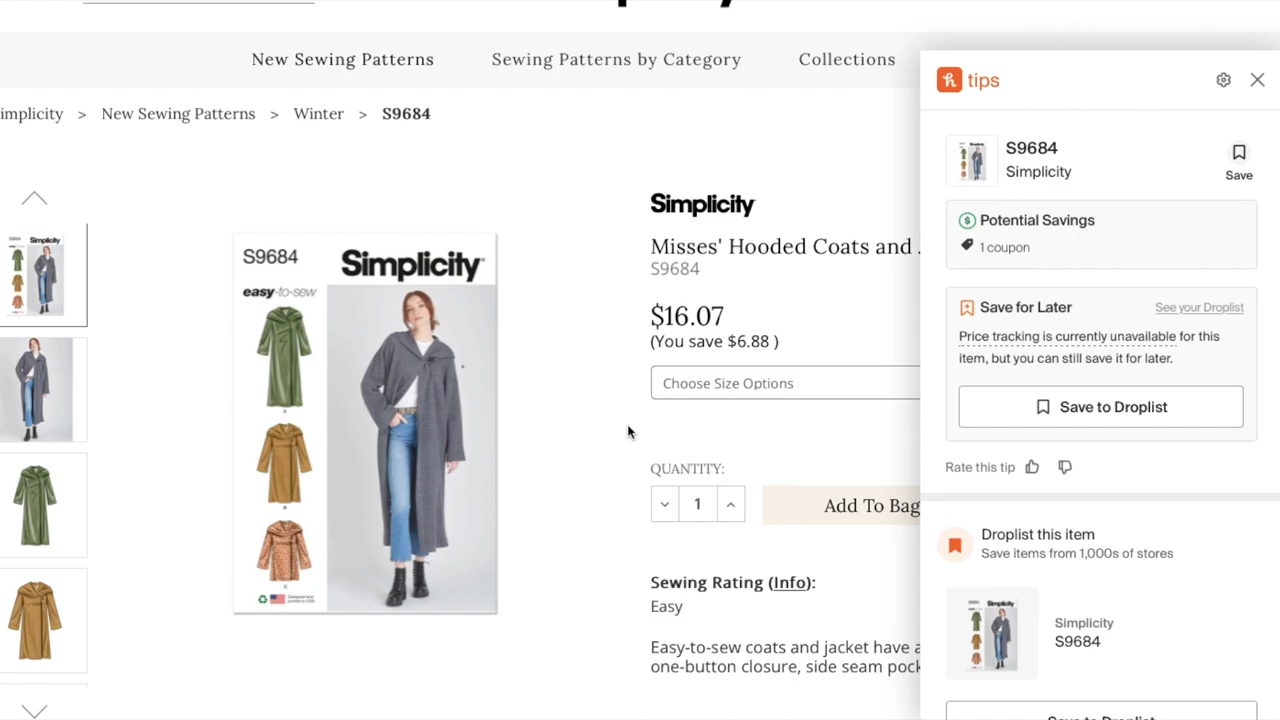 New Sewing Patterns
Sewing Patterns by Category
Collections
implicity > New Sewing Patterns > Winter > S9684
S9684
Simplicity
easy-to-sew
Simplicity
Misses' Hooded Coats and
S9684
$16.07
(You save $6.88 )
Choose Size Options
QUANTITY:
1
Add To Bag
Sewing Rating (Info):
Easy
Easy-to-sew coats and jacket have a
one-button closure, side seam pock
tips
S9684
Simplicity
Save
Potential Savings
1 coupon
Save for Later
See your Droplist
Price tracking is currently unavailable for this
item, but you can still save it for later.
Save to Droplist
Rate this tip
Droplist this item
Save items from 1,000s of stores
Simplicity
S9684
Save to Droplist